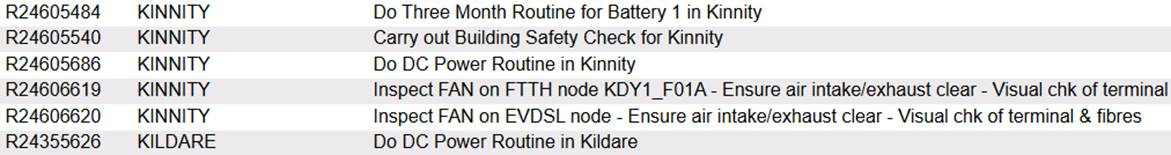 R24605484 KINNITY Do Three Month Routine for Battery 1 in Kinnity
R24605540 KINNITY Carry out Building Safety Check for Kinnity
R24605686 KINNITY Do DC Power Routine in Kinnity
R24606619 KINNITY Inspect FAN on FTTH node KDY1_F01A - Ensure air intake/exhaust clear - Visual chk of terminal
R24606620 KINNITY Inspect FAN on EVDSL node - Ensure air intake/exhaust clear - Visual chk of terminal & fibres
R24355626 KILDARE Do DC Power Routine in Kildare